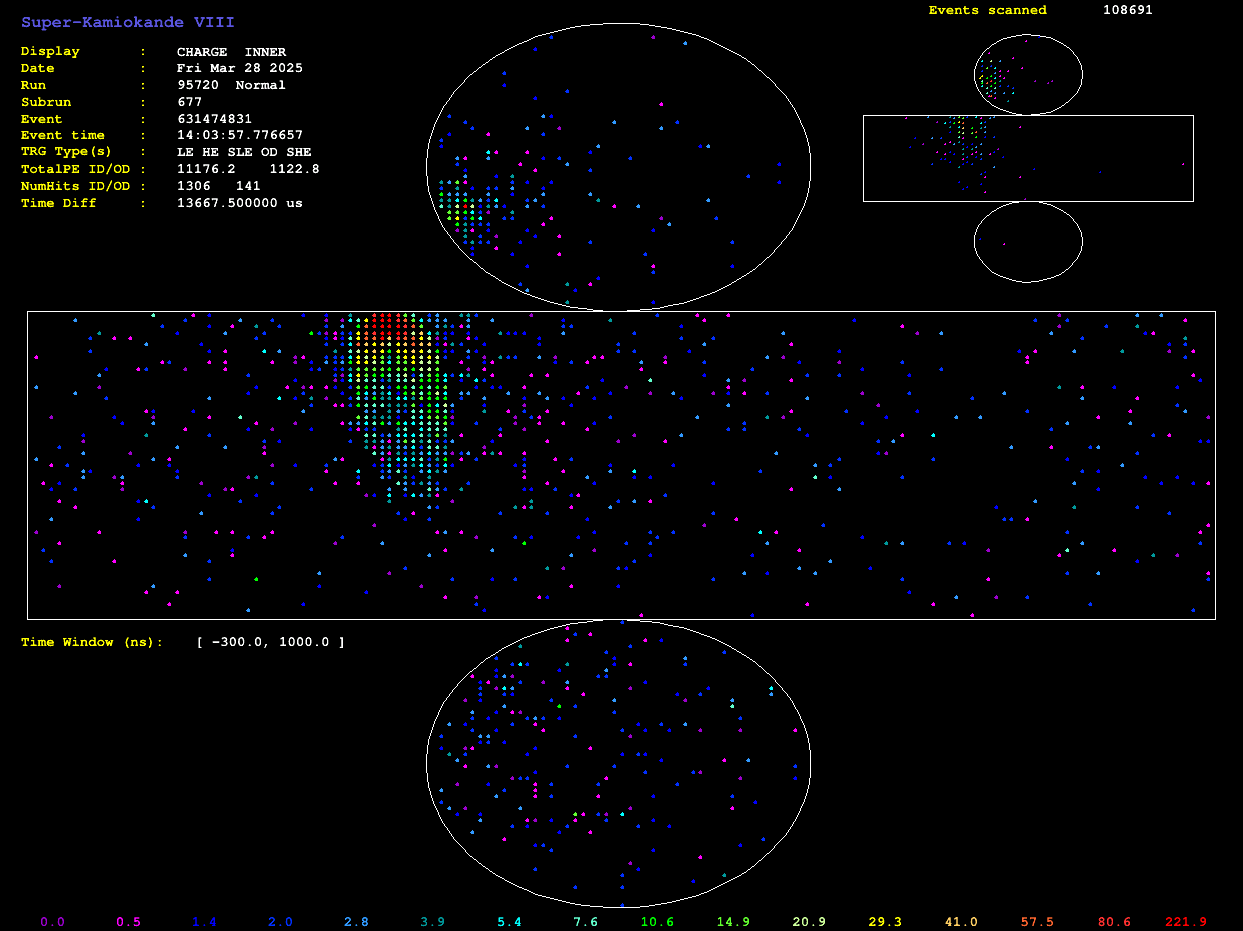 Super-Kamiokande VIII
Events scanned 108691
Display : CHARGE INNER
Date : Fri Mar 28 2025
Run : 95720 Normal
Subrun : 677
Event : 631474831
Event time : 14:03:57.776657
TRG Type(s) : LE HE SLE OD SHE
TotalPE ID/OD : 11176.2 1122.8
NumHits ID/OD : 1306 141
Time Diff : 13667.500000 us
Time Window (ns): [ -300.0, 1000.0 ]
0.0 0.5 1.4 2.0 2.8 3.9 5.4 7.6 10.6 14.9 20.9 29.3 41.0 57.5 80.6 221.9